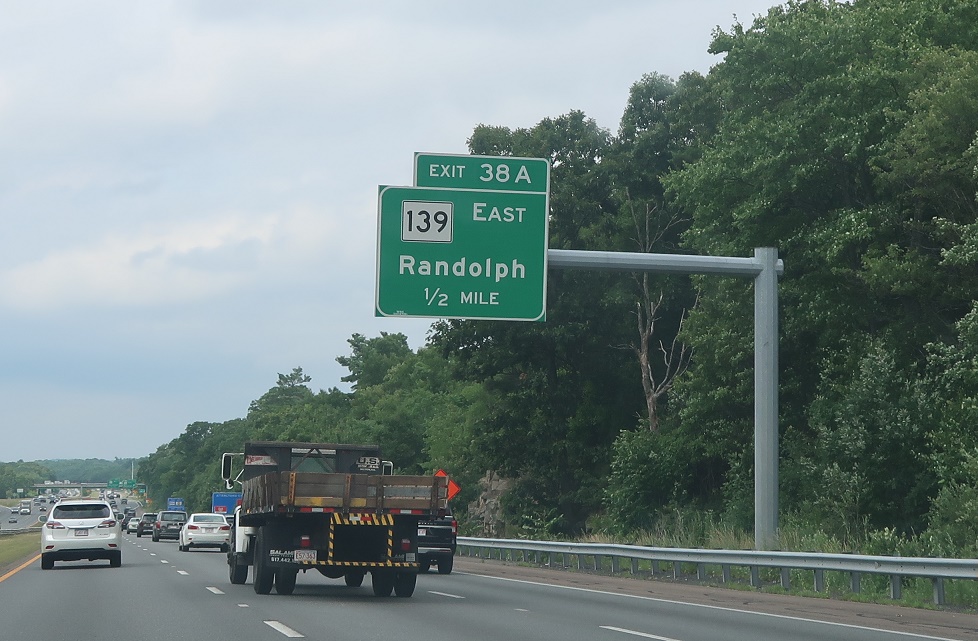 EXIT 38 A
139 EAST
Randolph
1/2 MILE
U.S.